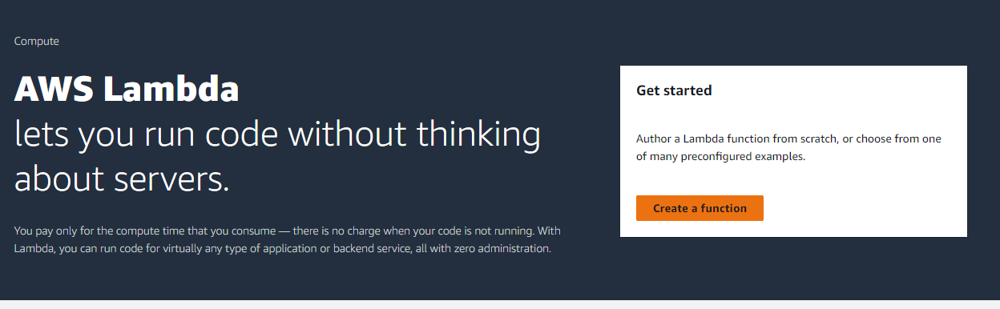 Compute
AWS Lambda
lets you run code without thinking
about servers.
You pay only for the compute time that you consume — there is no charge when your code is not running. With
Lambda, you can run code for virtually any type of application or backend service, all with zero administration.
Get started
Author a Lambda function from scratch, or choose from one
of many preconfigured examples.
Create a function